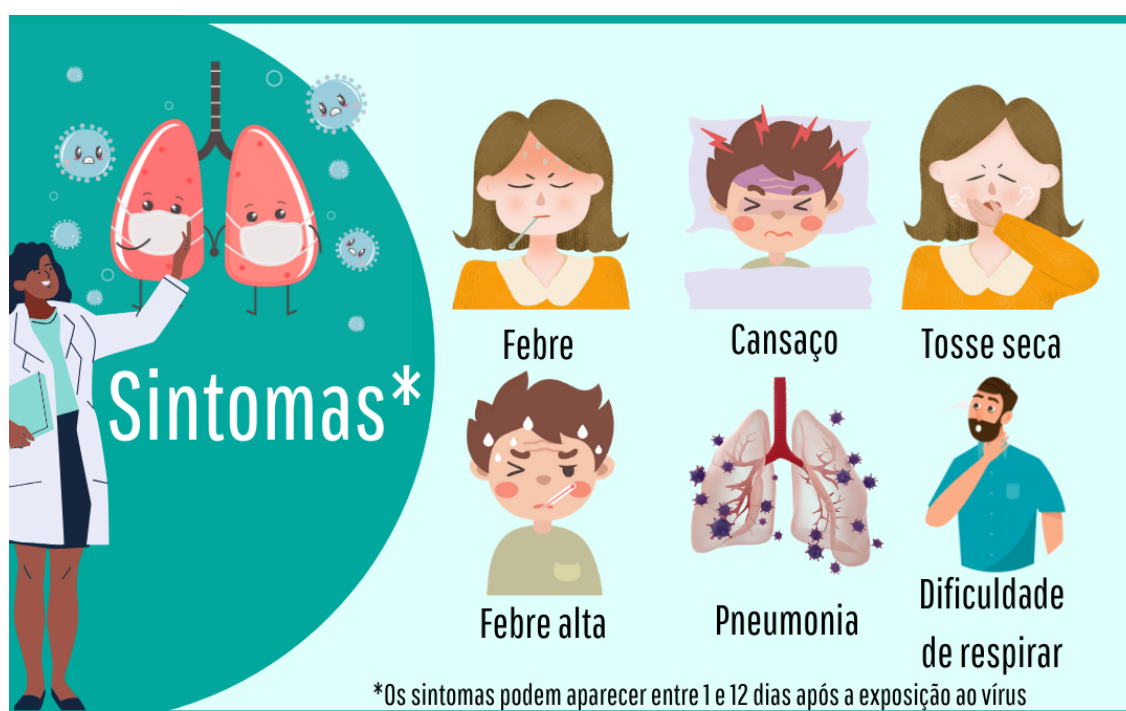 Sintomas*
Febre
Cansaço
Tosse seca
Febre alta
Pneumonia
Dificuldade
de respirar
*Os sintomas podem aparecer entre 1 e 12 dias após a exposição ao vírus